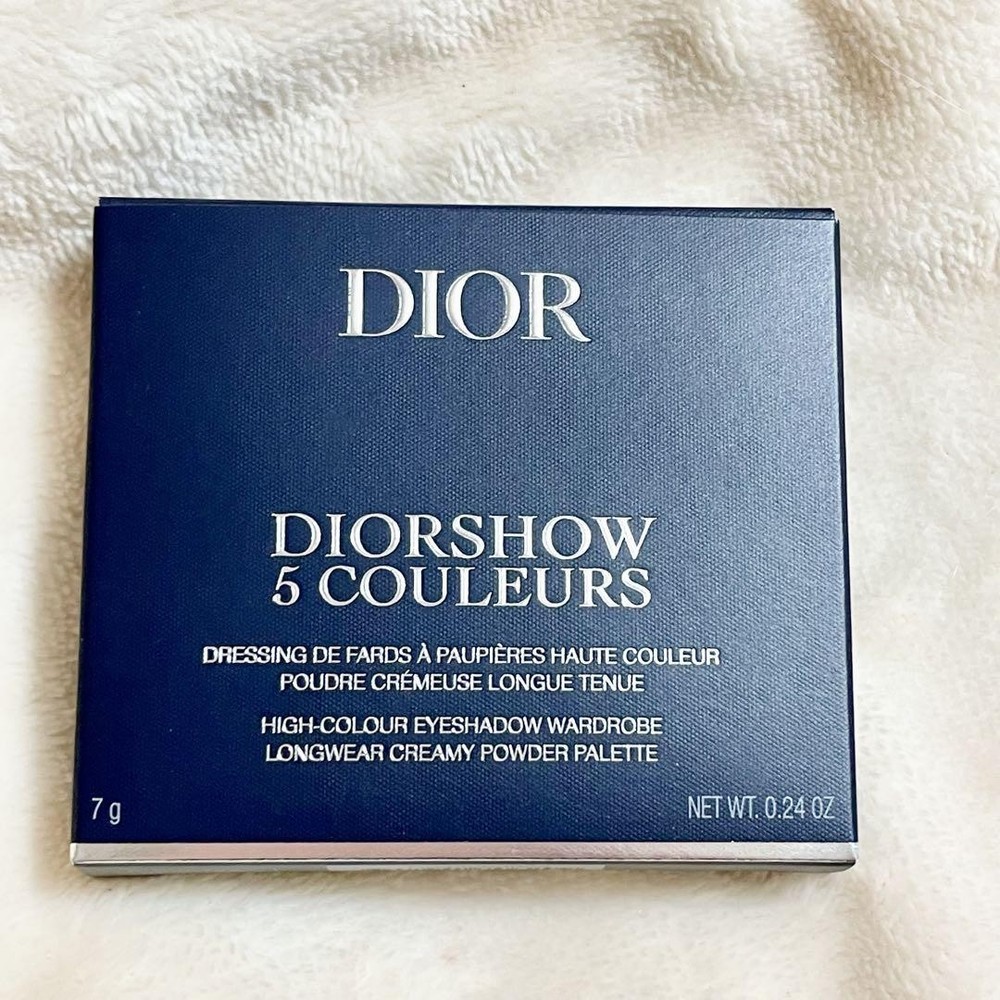 DIOR
DIORSHOW
5 COULEURS
DRESSING DE FARDS À PAUPIÈRES HAUTE COULEUR
POUDRE CRÉMEUSE LONGUE TENUE
HIGH-COLOUR EYESHADOW WARDROBE
LONGWEAR CREAMY POWDER PALETTE
7 g
NET WT. 0.24 OZ